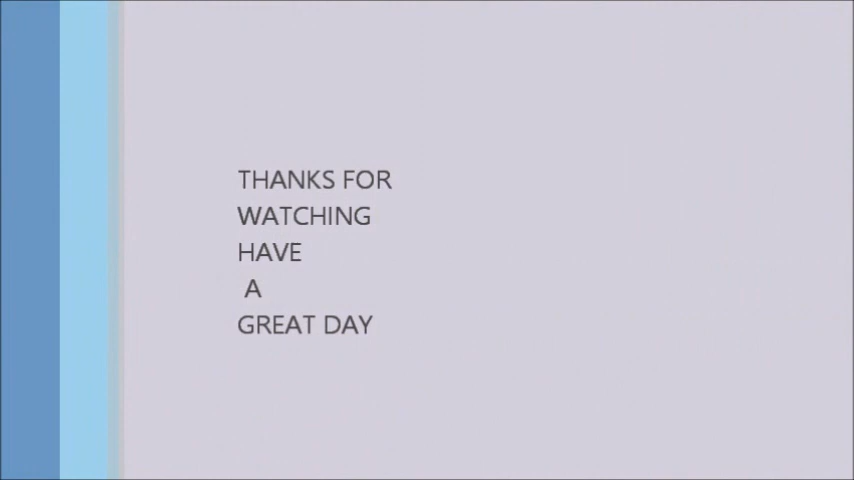 THANKS FOR
WATCHING
HAVE
A
GREAT DAY